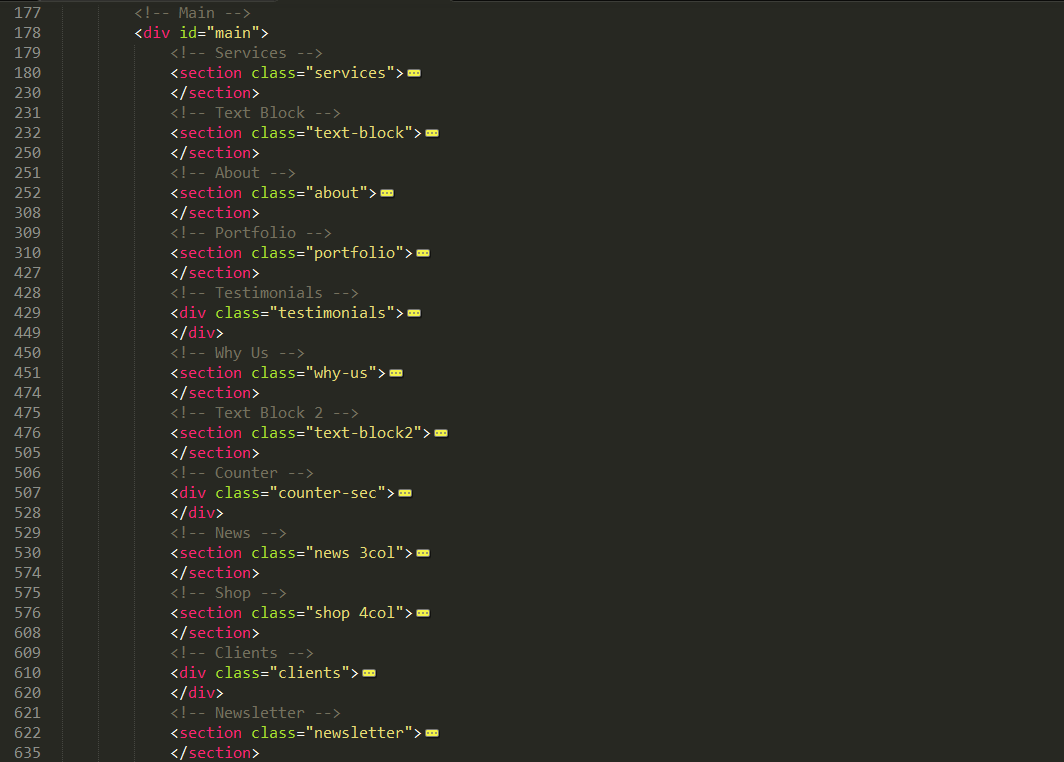 177 <!-- Main -->
178 <div id="main">
179 <!-- Services -->
180 <section class="services">
230 </section>
231 <!-- Text Block -->
232 <section class="text-block">
250 </section>
251 <!-- About -->
252 <section class="about">
308 </section>
309 <!-- Portfolio -->
310 <section class="portfolio">
427 </section>
428 <!-- Testimonials -->
429 <div class="testimonials">
449 </div>
450 <!-- Why Us -->
451 <section class="why-us">
474 </section>
475 <!-- Text Block 2 -->
476 <section class="text-block2">
505 </section>
506 <!-- Counter -->
507 <div class="counter-sec">
528 </div>
529 <!-- News -->
530 <section class="news 3col">
574 </section>
575 <!-- Shop -->
576 <section class="shop 4col">
608 </section>
609 <!-- Clients -->
610 <div class="clients">
620 </div>
621 <!-- Newsletter -->
622 <section class="newsletter">
635 </section>